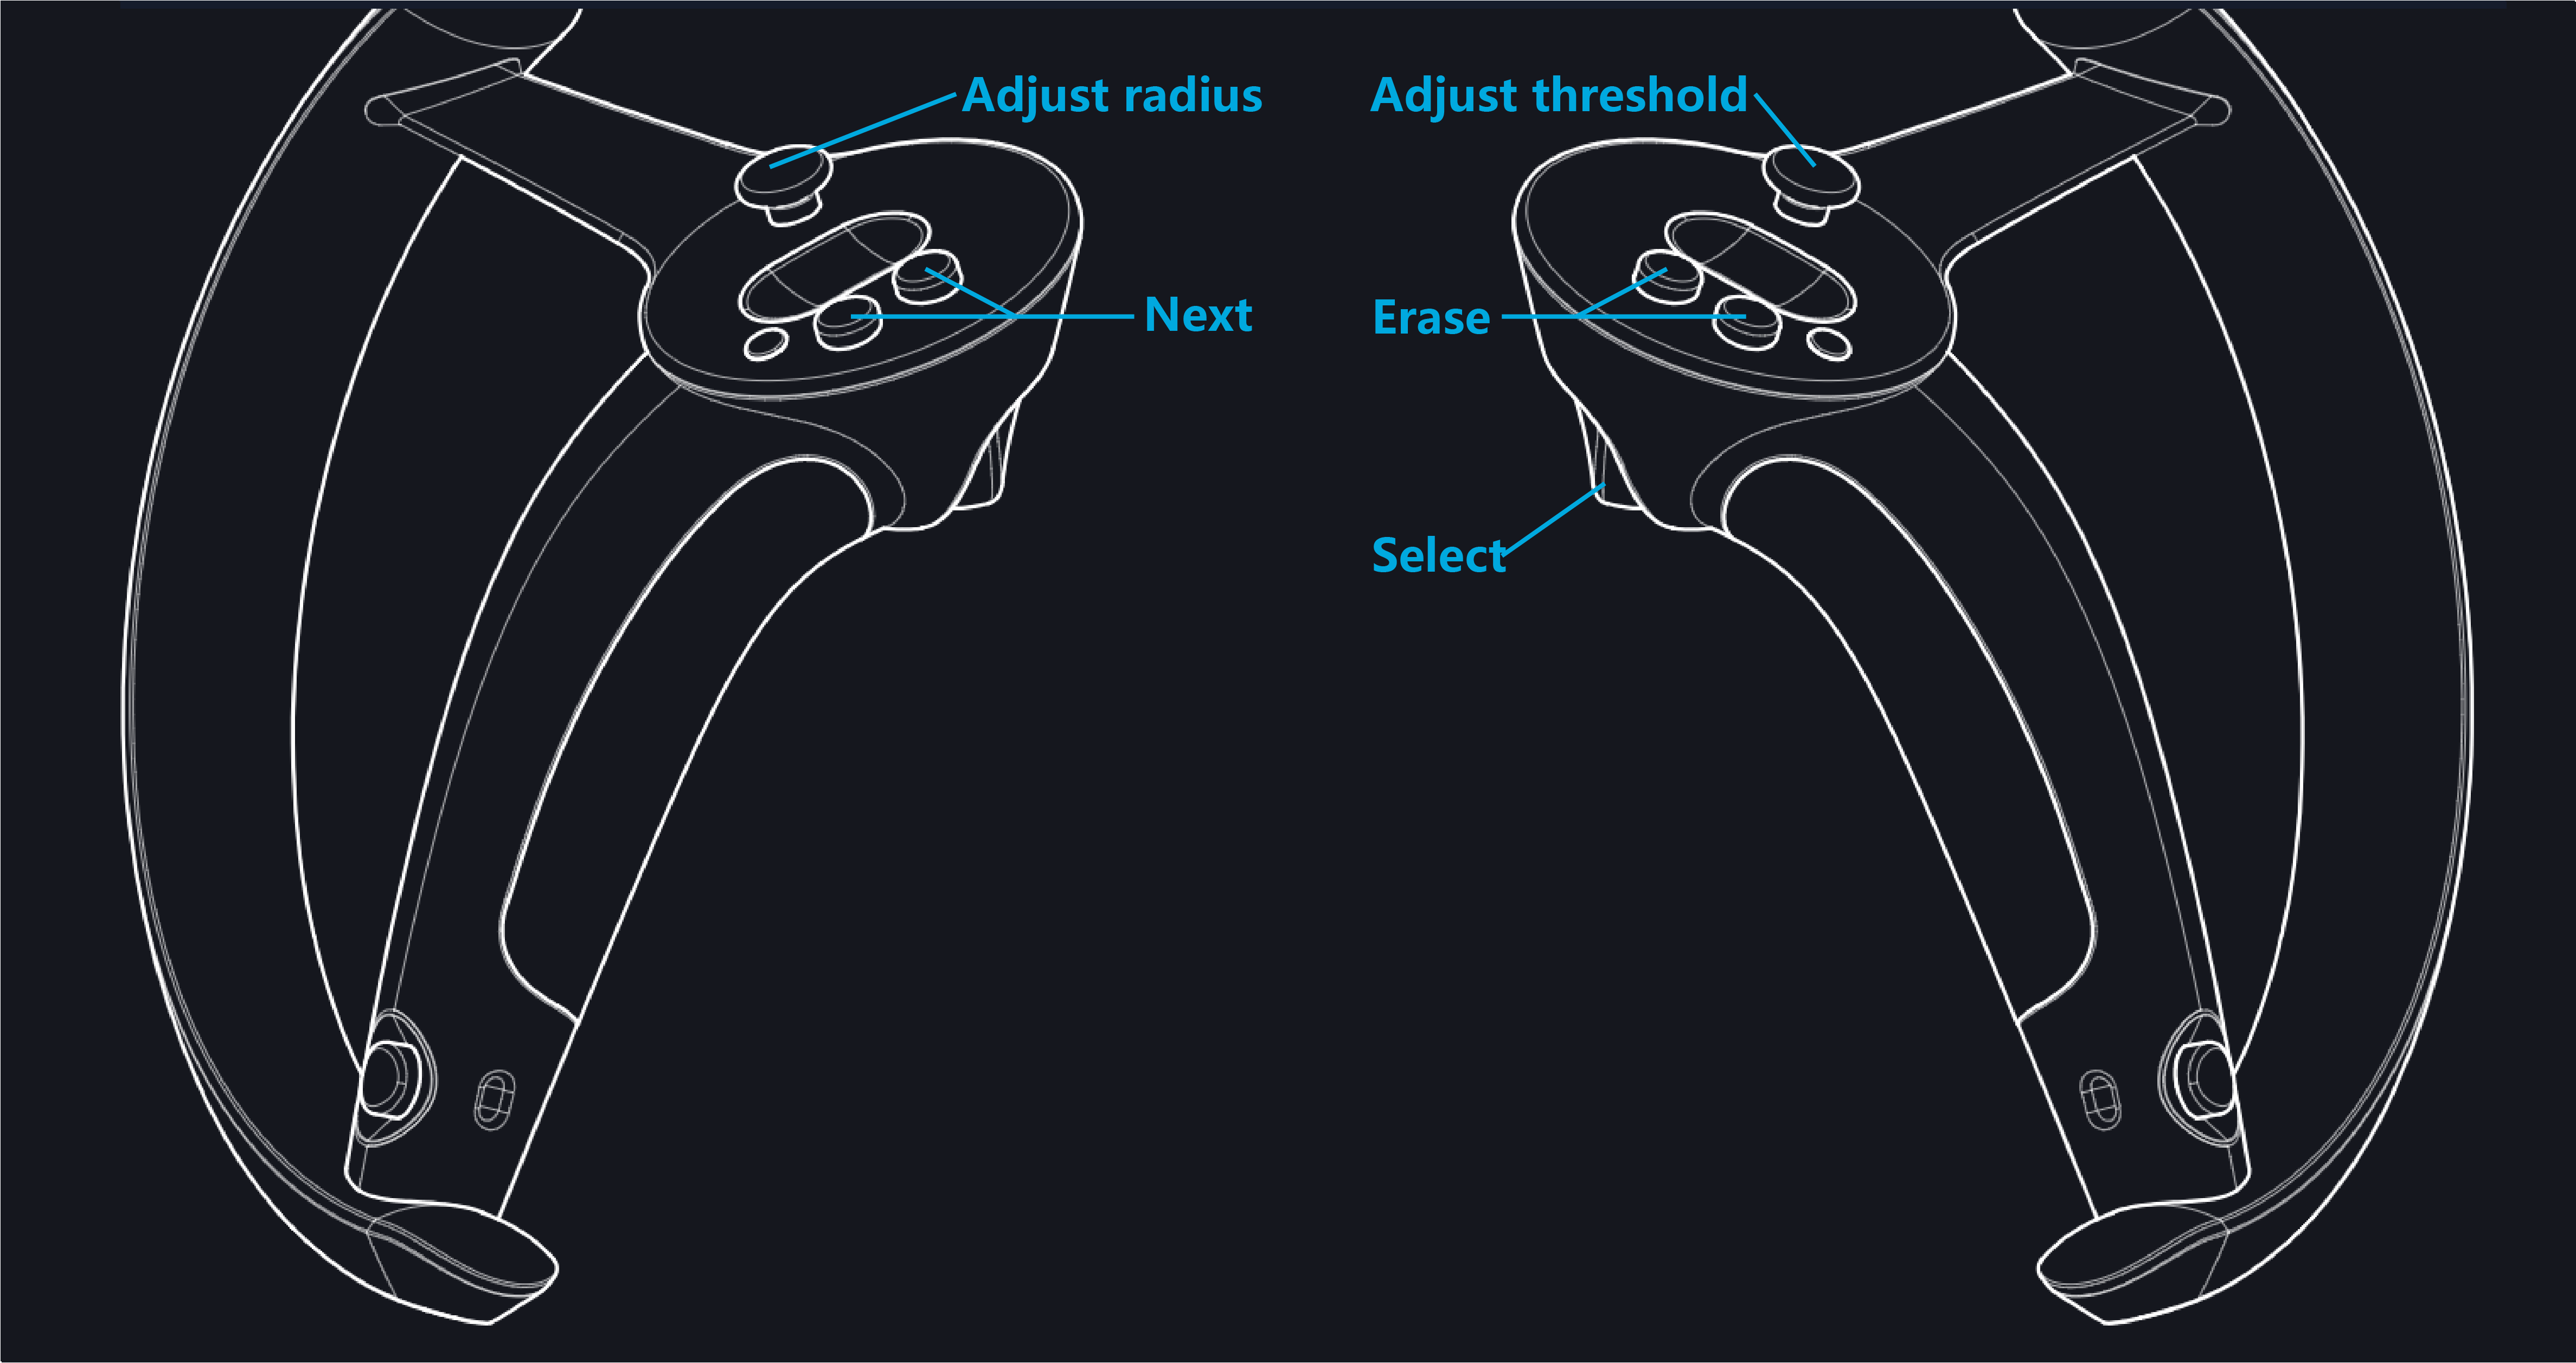 Adjust radius
Adjust threshold
Next
Erase
Select